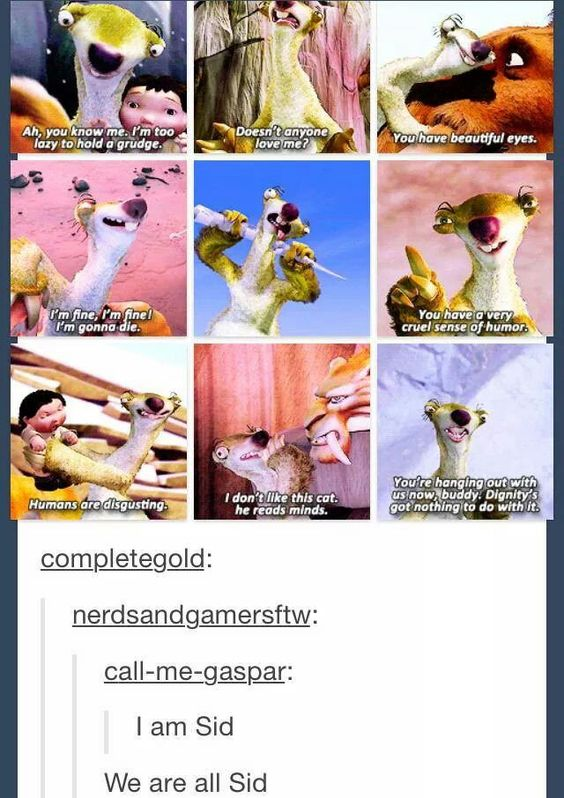 Ah, you know me. I'm too
lazy to hold a grudge.
Doesn't anyone
love me?
You have beautiful eyes.
I'm fine, I'm fine!
I'm gonna die.
You have a very
cruel sense of humor.
Humans are disgusting.
I don't like this cat.
he reads minds.
You're hanging out with
us now, buddy. Dignity's
got nothing to do with it.
completegold:
nerdsandgamersftw:
call-me-gaspar:
I am Sid
We are all Sid